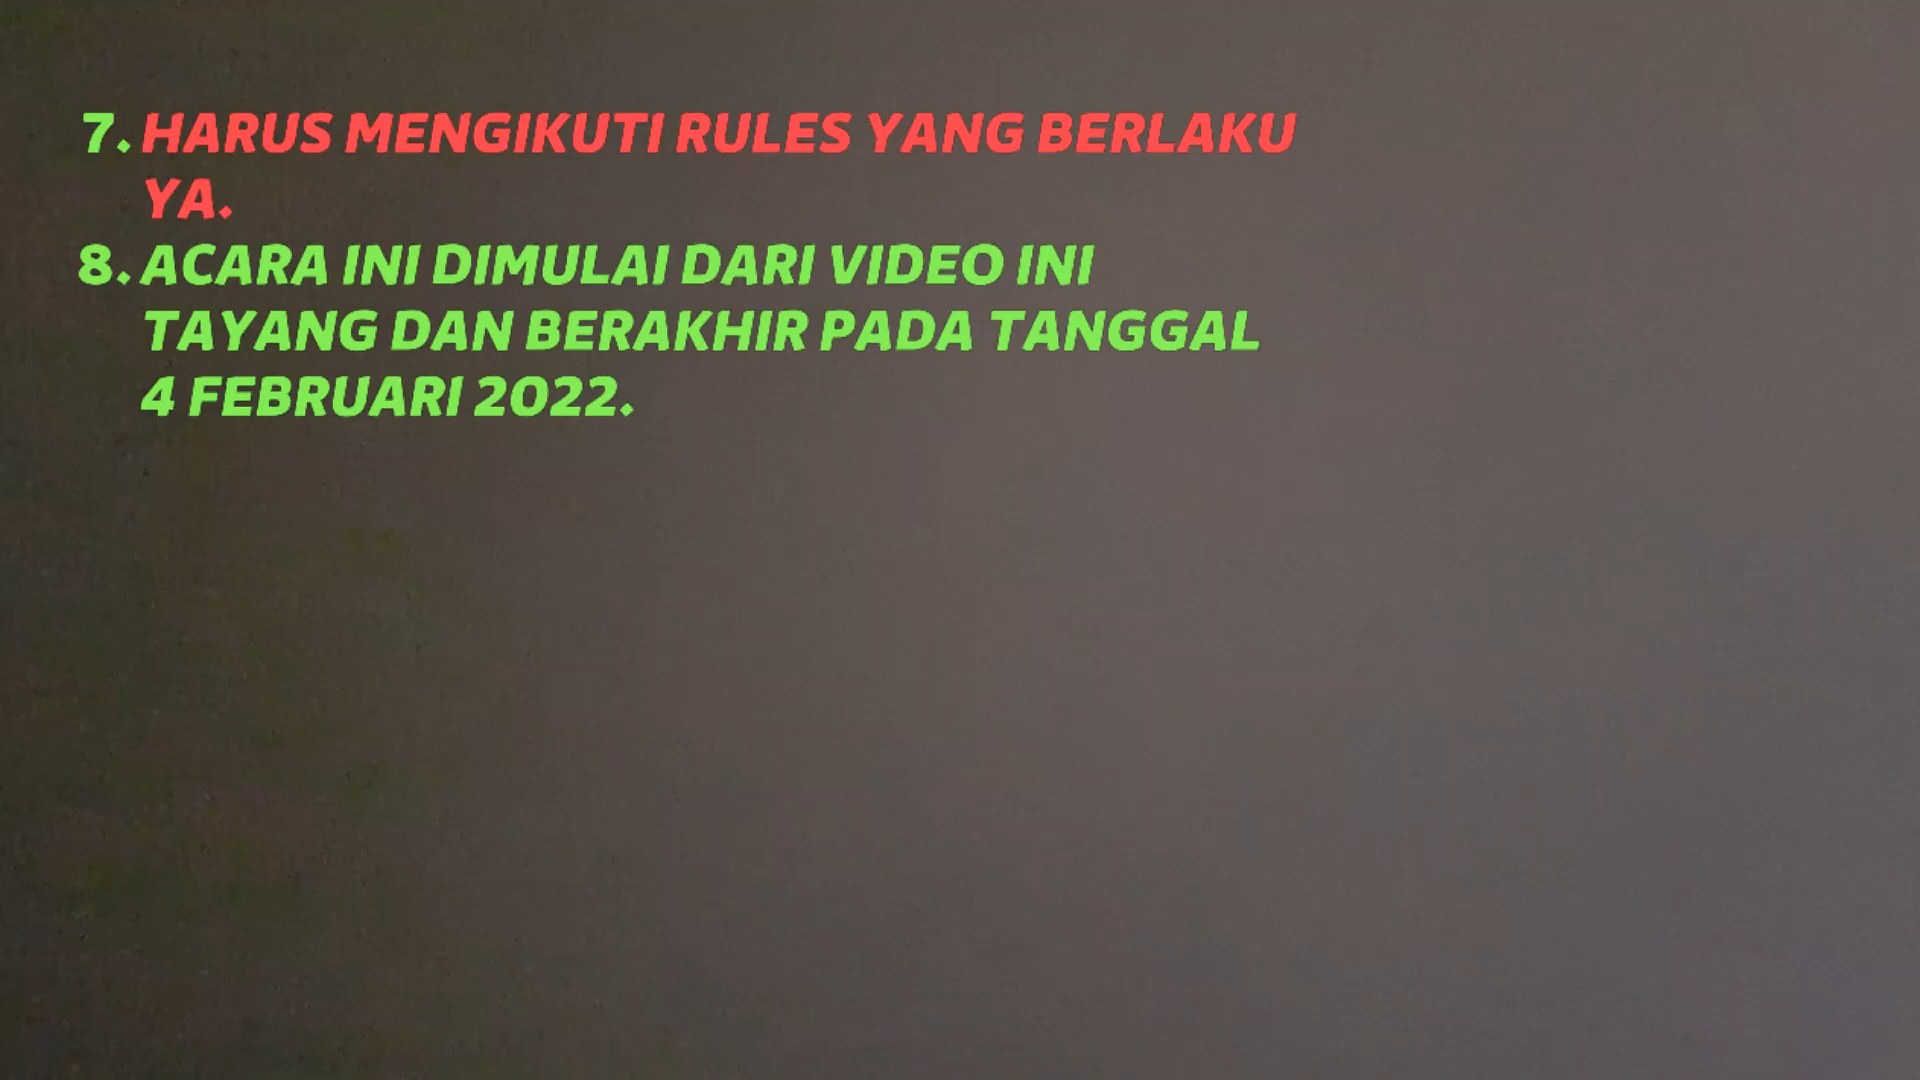 7. HARUS MENGIKUTI RULES YANG BERLAKU
YA.
8. ACARA INI DIMULAI DARI VIDEO INI
TAYANG DAN BERAKHIR PADA TANGGAL
4 FEBRUARI 2022.